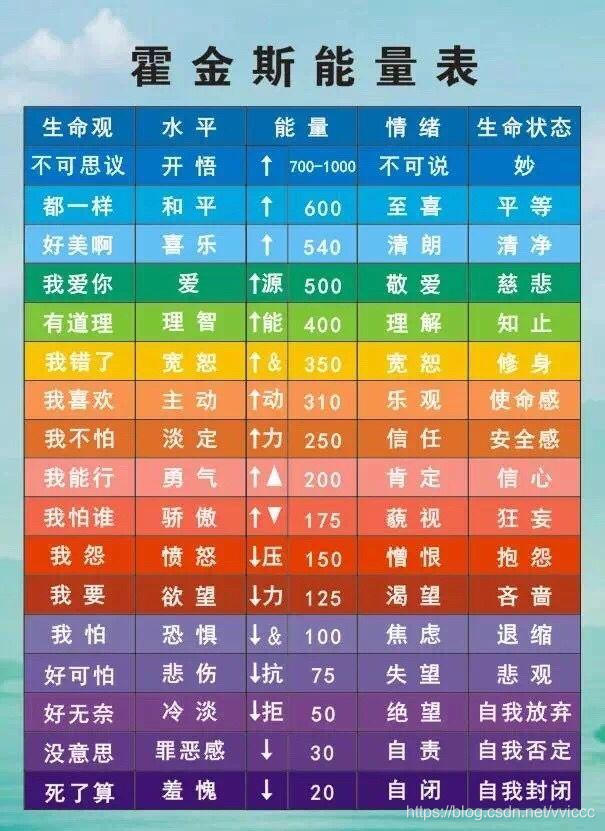 霍金斯能量表
生命观 水平 能量 情绪 生命状态
不可思议 开悟 ↑ 700-1000 不可说 妙
都一样 和平 ↑ 600 至喜 平等
好美啊 喜乐 ↑ 540 清朗 清净
我爱你 爱 ↑源 500 敬爱 慈悲
有道理 理智 ↑能 400 理解 知止
我错了 宽恕 ↑& 350 宽恕 修身
我喜欢 主动 ↑动 310 乐观 使命感
我不怕 淡定 ↑力 250 信任 安全感
我能行 勇气 ↑▲ 200 肯定 信心
我怕谁 骄傲 ↑▼ 175 藐视 狂妄
我怨 愤怒 ↓压 150 憎恨 抱怨
我要 欲望 ↓力 125 渴望 吝啬
我怕 恐惧 ↓& 100 焦虑 退缩
好可怕 悲伤 ↓抗 75 失望 悲观
好无奈 冷淡 ↓拒 50 绝望 自我放弃
没意思 罪恶感 ↓ 30 自责 自我否定
死了算 羞愧 ↓ 20 自闭 自我封闭
https://blog.csdn.net/vviccc